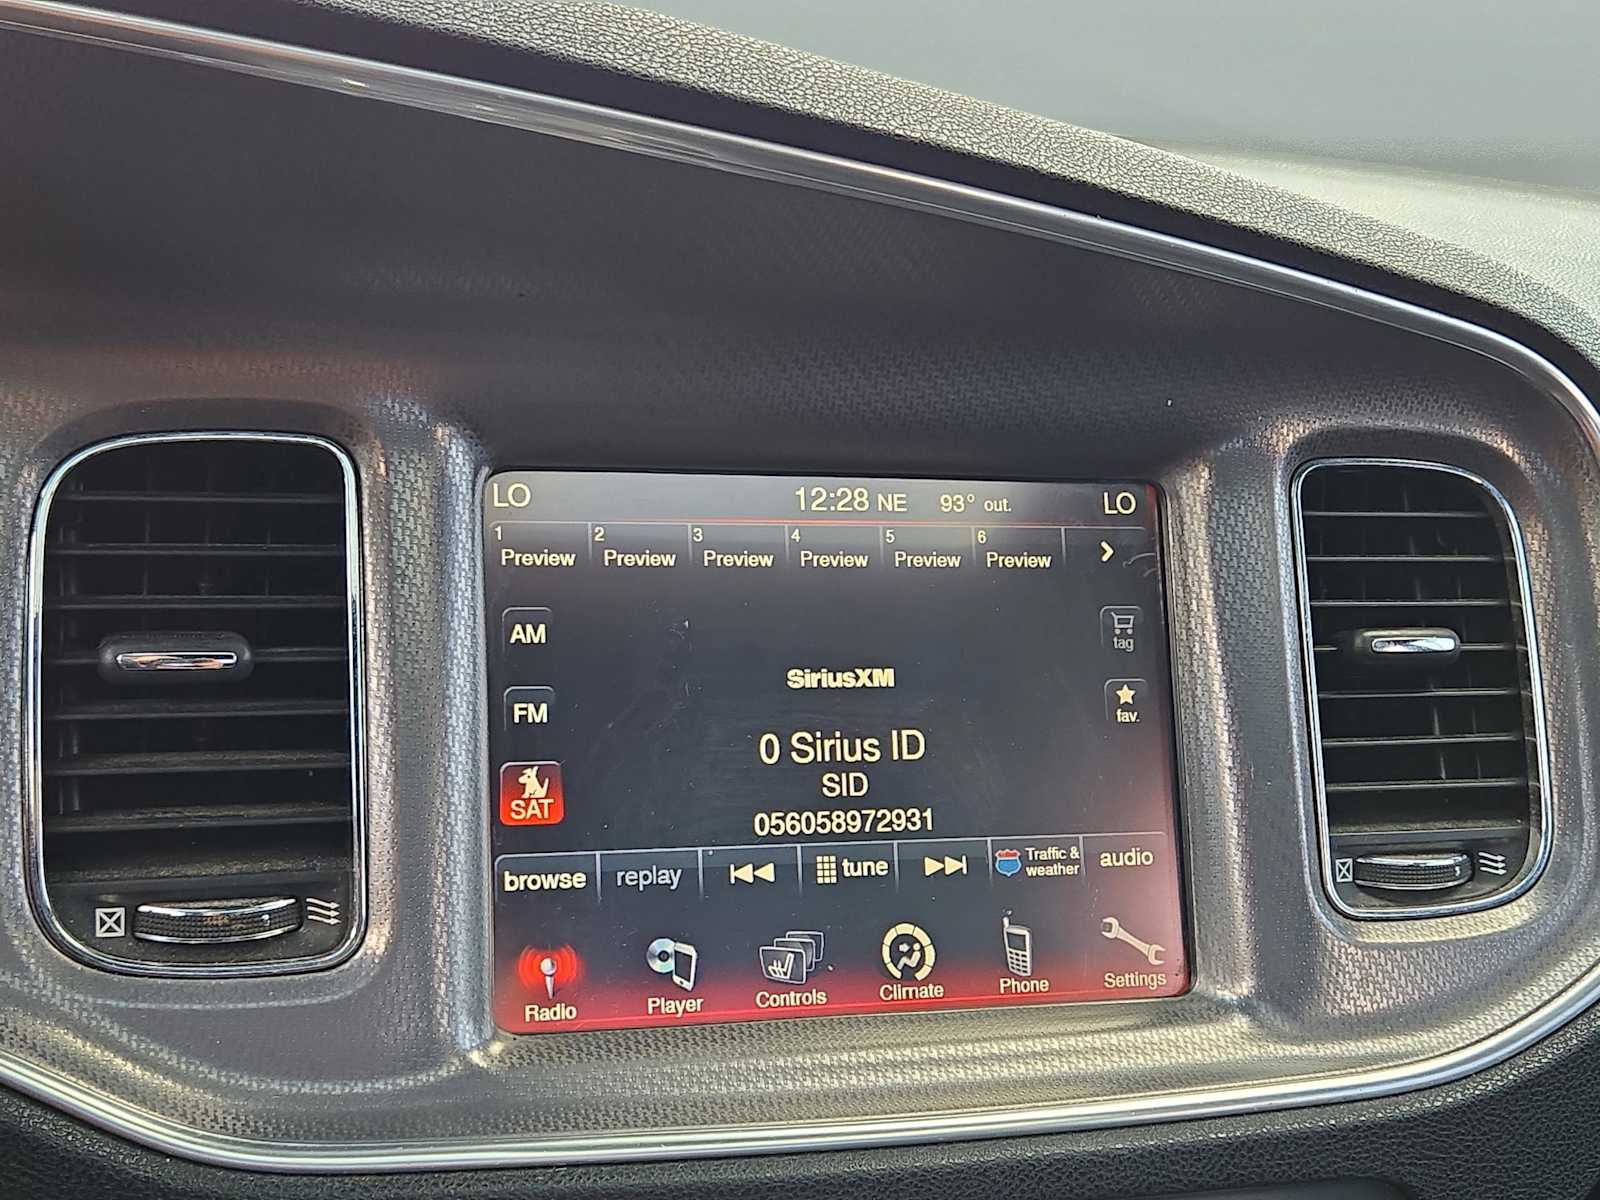 LO 12:28 NE 93° out. LO
1 2 3 4 5 6
Preview Preview Preview Preview Preview Preview
AM
tag
SiriusXM
FM
fav.
0 Sirius ID
SID
SAT
056058972931
browse replay tune Traffic & weather audio
Radio Player Controls Climate Phone Settings